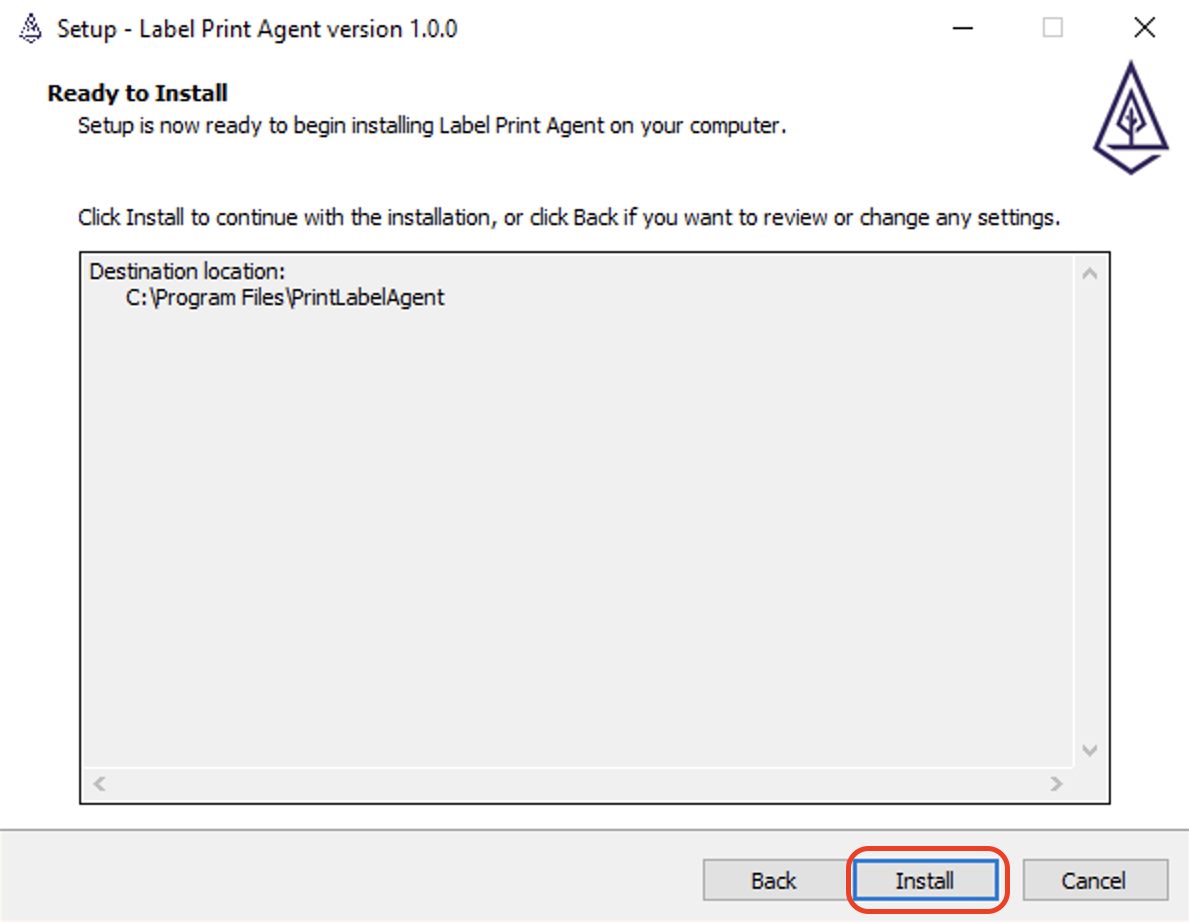 Setup - Label Print Agent version 1.0.0
Ready to Install
Setup is now ready to begin installing Label Print Agent on your computer.
Click Install to continue with the installation, or click Back if you want to review or change any settings.
Destination location:
C:\Program Files\PrintLabelAgent
Back
Install
Cancel